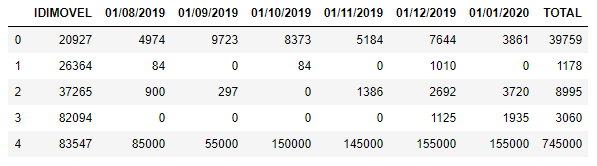 IDIMOVEL 01/08/2019 01/09/2019 01/10/2019 01/11/2019 01/12/2019 01/01/2020 TOTAL
0 20927 4974 9723 8373 5184 7644 3861 39759
1 26364 84 0 84 0 1010 0 1178
2 37265 900 297 0 1386 2692 3720 8995
3 82094 0 0 0 0 1125 1935 3060
4 83547 85000 55000 150000 145000 155000 155000 745000